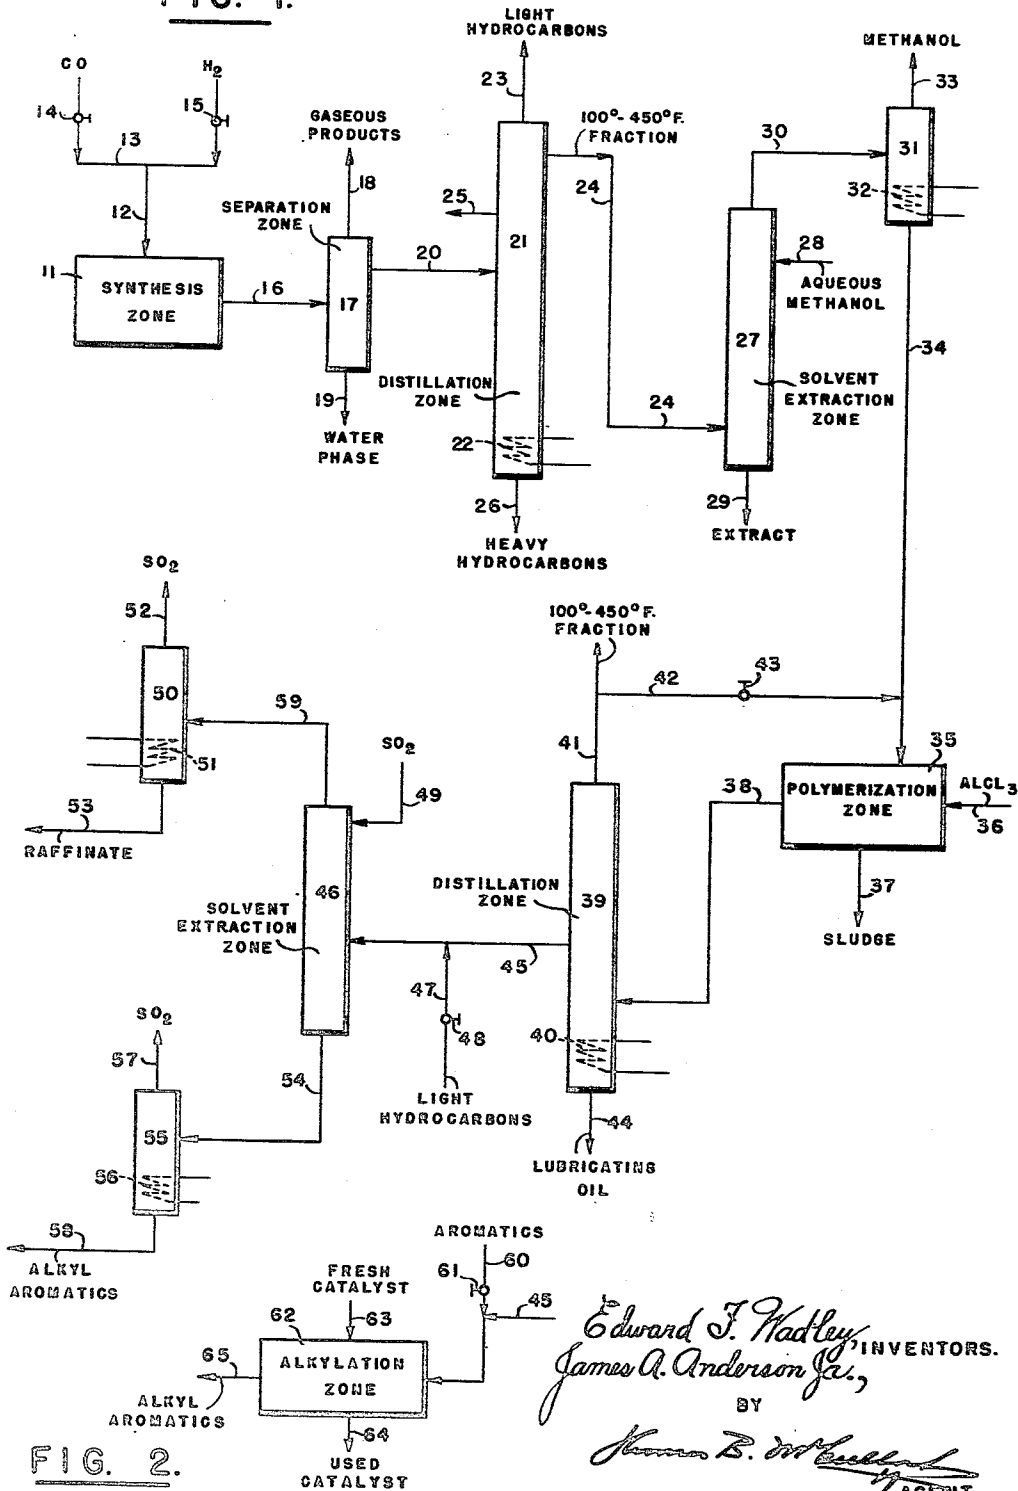 FIG. 1.
LIGHT
HYDROCARBONS
METHANOL
CO
H2
23
33
14
15
GASEOUS
PRODUCTS
100°-450°F.
FRACTION
30
31
13
18
25
24
32
12
SEPARATION
ZONE
20
21
28
AQUEOUS
METHANOL
11
SYNTHESIS
ZONE
16
17
27
34
DISTILLATION
ZONE
SOLVENT
EXTRACTION
ZONE
19
24
WATER
PHASE
22
26
29
EXTRACT
HEAVY
HYDROCARBONS
SO2
52
100°-450°F.
FRACTION
50
59
42
43
51
SO2
41
35
53
49
38
POLYMERIZATION
ZONE
ALCL3
36
RAFFINATE
46
DISTILLATION
ZONE
39
37
SOLVENT
EXTRACTION
ZONE
SLUDGE
45
47
SO2
48
40
57
54
LIGHT
HYDROCARBONS
44
55
56
LUBRICATING
OIL
58
AROMATICS
60
ALKYL
AROMATICS
FRESH
CATALYST
61
45
62
63
65
ALKYLATION
ZONE
ALKYL
AROMATICS
64
USED
CATALYST
FIG. 2.
Edward F. Wadley,
James A. Anderson Jr.,
INVENTORS.
BY
B.
AGENT